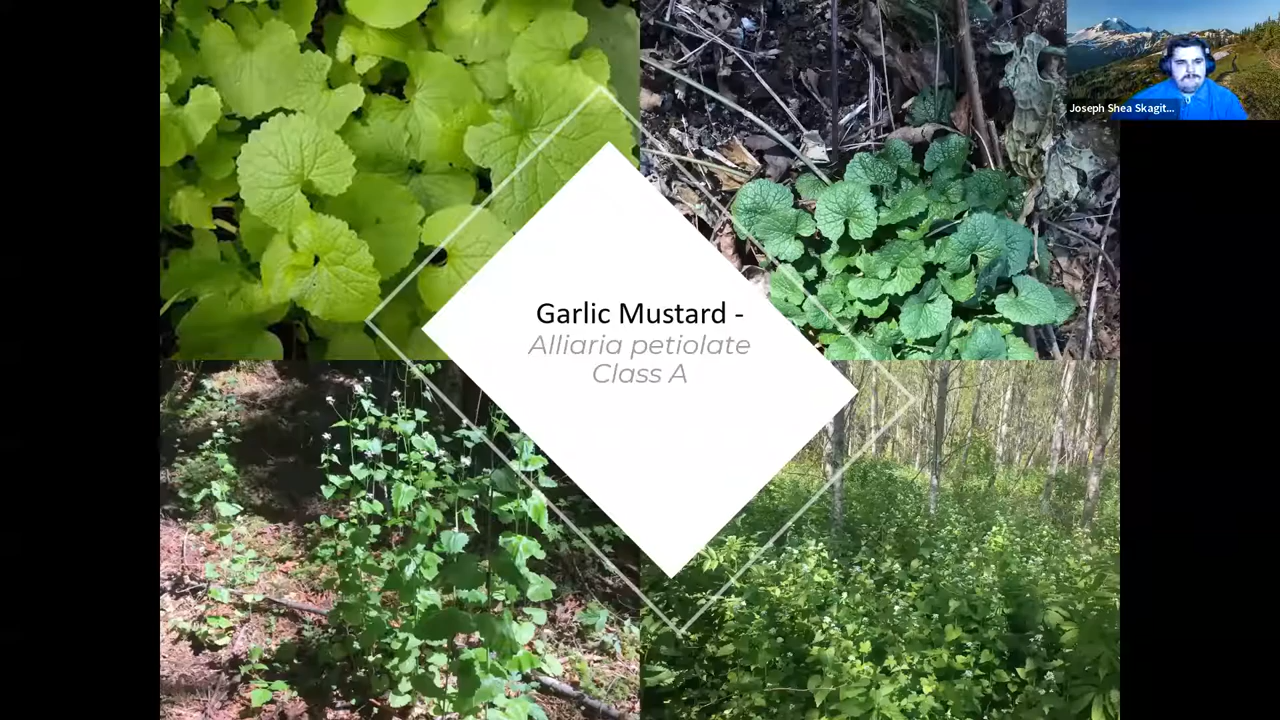 Garlic Mustard -
Alliaria petiolate
Class A
Joseph Shea Skagit...